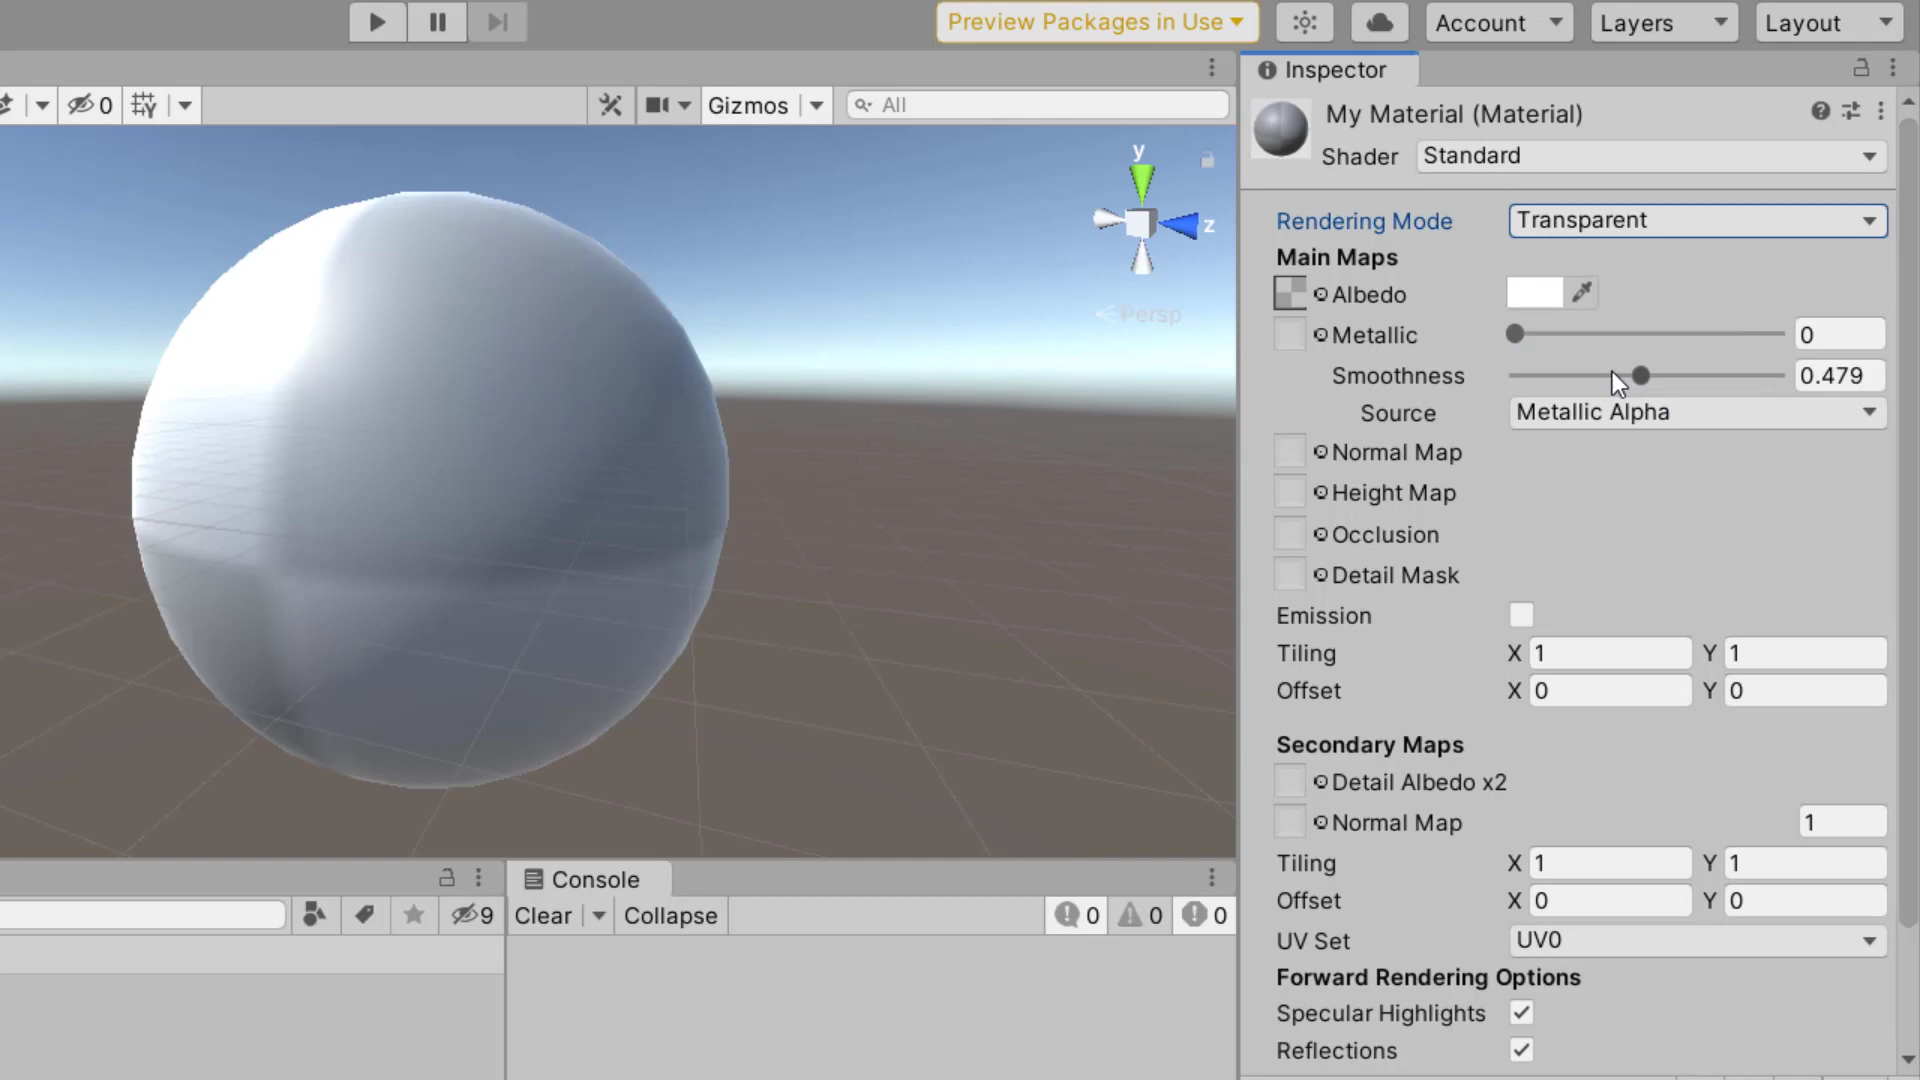 Preview Packages in Use
Account
Layers
Layout
Inspector
0
Gizmos
All
My Material (Material)
Shader
Standard
y
z
Persp
Rendering Mode
Transparent
Main Maps
Albedo
Metallic
0
Smoothness
0.479
Source
Metallic Alpha
Normal Map
Height Map
Occlusion
Detail Mask
Emission
Tiling X 1 Y 1
Offset X 0 Y 0
Secondary Maps
Detail Albedo x2
Normal Map
1
Tiling X 1 Y 1
Offset X 0 Y 0
UV Set
UV0
Forward Rendering Options
Specular Highlights
Reflections
Console
9
Clear
Collapse
0
0
0